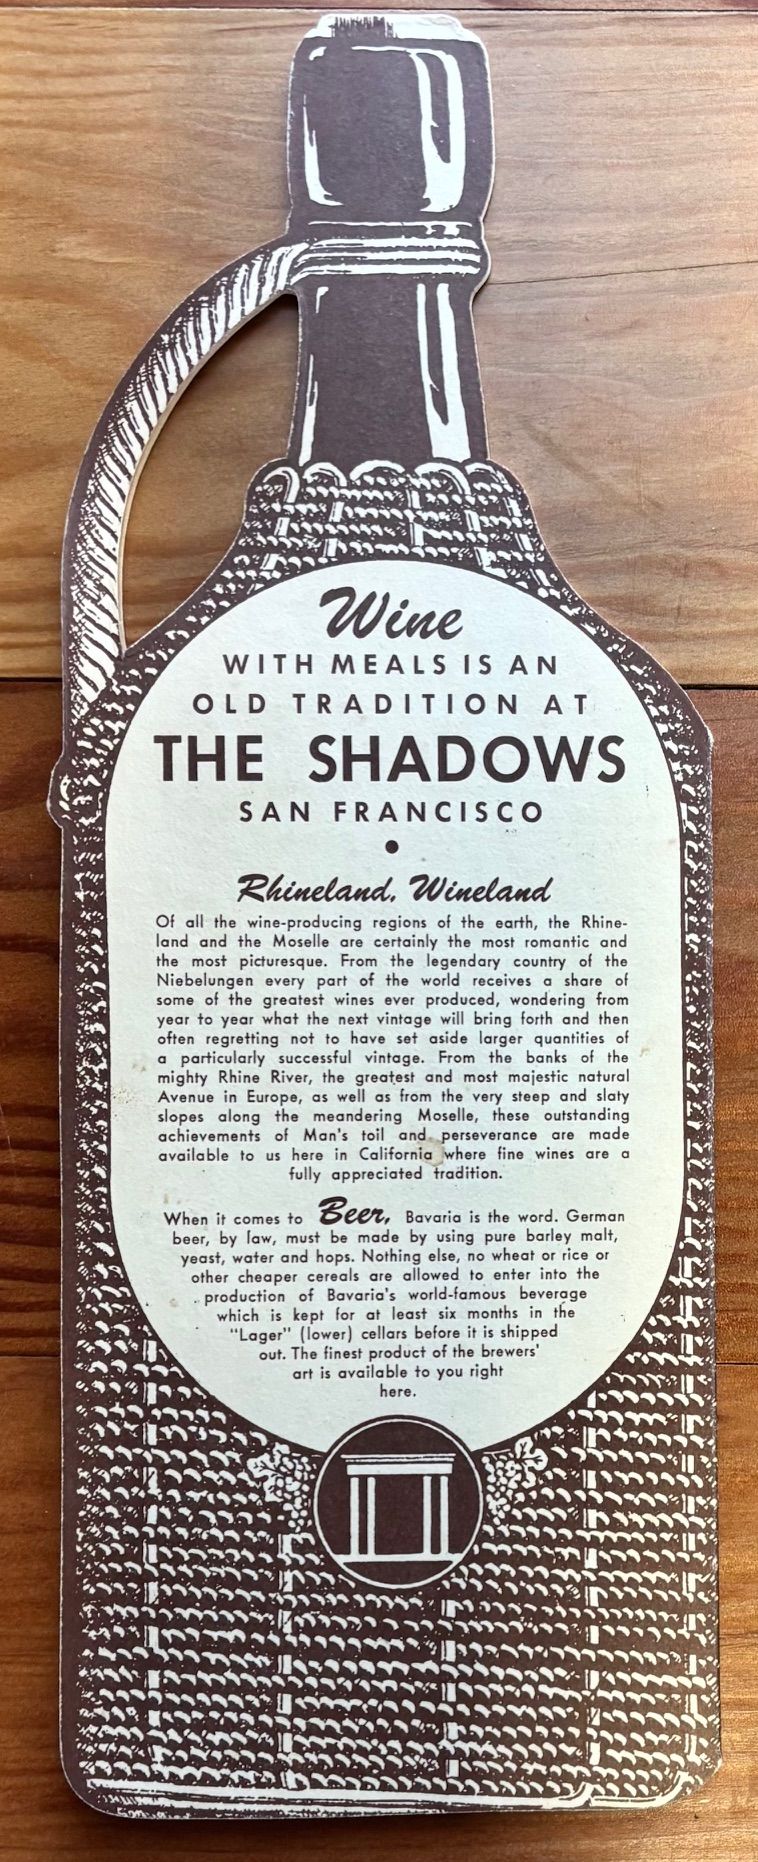 Wine
WITH MEALS IS AN
OLD TRADITION AT
THE SHADOWS
SAN FRANCISCO
•
Rhineland, Wineland
Of all the wine-producing regions of the earth, the Rhine-
land and the Moselle are certainly the most romantic and
the most picturesque. From the legendary country of the
Niebelungen every part of the world receives a share of
some of the greatest wines ever produced, wondering from
year to year what the next vintage will bring forth and then
often regretting not to have set aside larger quantities of
a particularly successful vintage. From the banks of the
mighty Rhine River, the greatest and most majestic natural
Avenue in Europe, as well as from the very steep and slaty
slopes along the meandering Moselle, these outstanding
achievements of Man's toil and perseverance are made
available to us here in California where fine wines are a
fully appreciated tradition.
When it comes to Beer, Bavaria is the word. German
beer, by law, must be made by using pure barley malt,
yeast, water and hops. Nothing else, no wheat or rice or
other cheaper cereals are allowed to enter into the
production of Bavaria's world-famous beverage
which is kept for at least six months in the
"Lager" (lower) cellars before it is shipped
out. The finest product of the brewers'
art is available to you right
here.